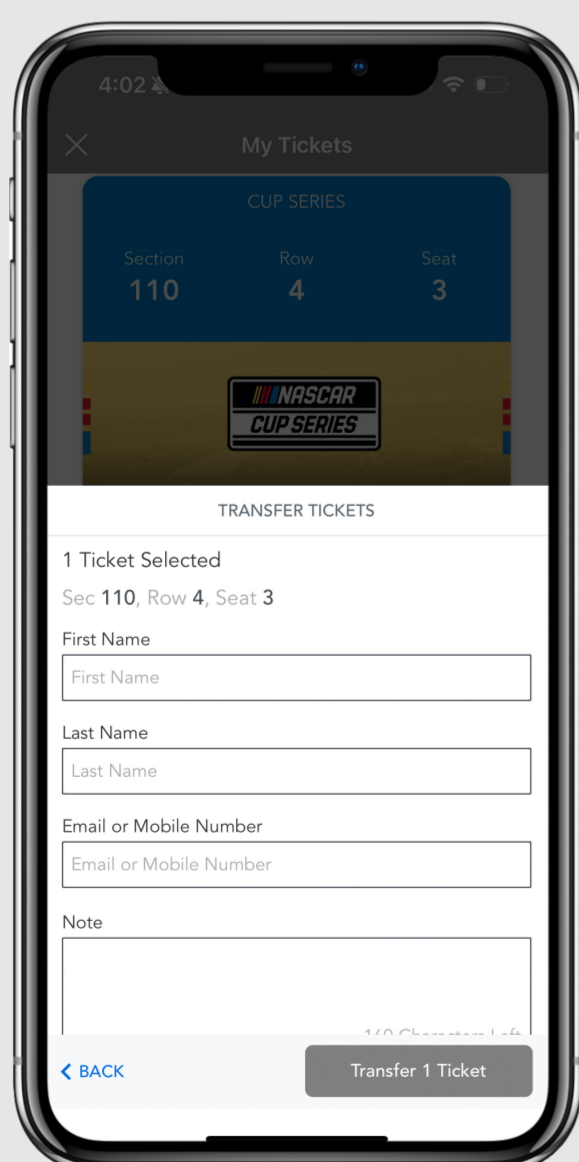 4:02
My Tickets
CUP SERIES
Section Row Seat
110 4 3
NASCAR
CUP SERIES
TRANSFER TICKETS
1 Ticket Selected
Sec 110, Row 4, Seat 3
First Name
First Name
Last Name
Last Name
Email or Mobile Number
Email or Mobile Number
Note
Characters Left
BACK
Transfer 1 Ticket